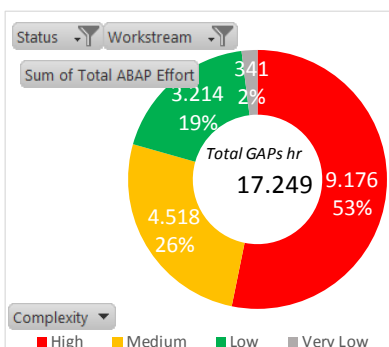 Status Workstream
Sum of Total ABAP Effort
341
2%
3.214
19%
Total GAPs hr
17.249
9.176
53%
4.518
26%
Complexity
High Medium Low Very Low